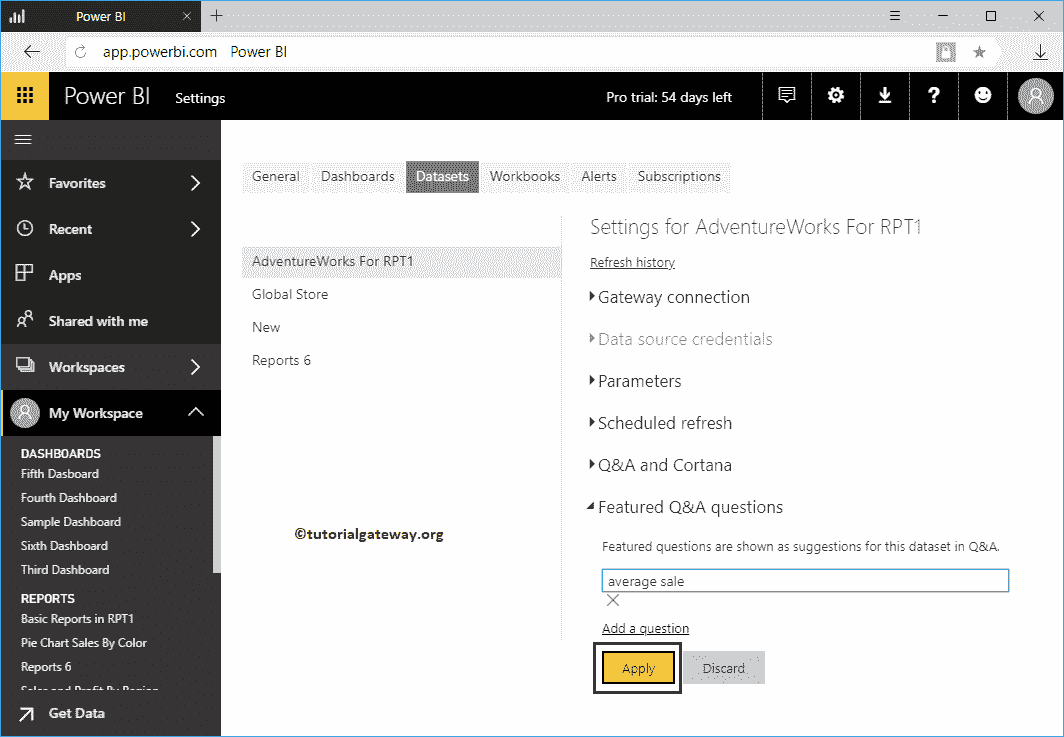 Power BI
app.powerbi.com Power BI
Power BI Settings Pro trial: 54 days left ?
Favorites
Recent
Apps
Shared with me
Workspaces
My Workspace
DASHBOARDS
Fifth Dasboard
Fourth Dashboard
Sample Dashboard
Sixth Dashboard
Third Dashboard
REPORTS
Basic Reports in RPT1
Pie Chart Sales By Color
Reports 6
Sales and Profit By Region
Get Data
General Dashboards Datasets Workbooks Alerts Subscriptions
AdventureWorks For RPT1
Global Store
New
Reports 6
©tutorialgateway.org
Settings for AdventureWorks For RPT1
Refresh history
Gateway connection
Data source credentials
Parameters
Scheduled refresh
Q&A and Cortana
Featured Q&A questions
Featured questions are shown as suggestions for this dataset in Q&A.
average sale
Add a question
Apply Discard